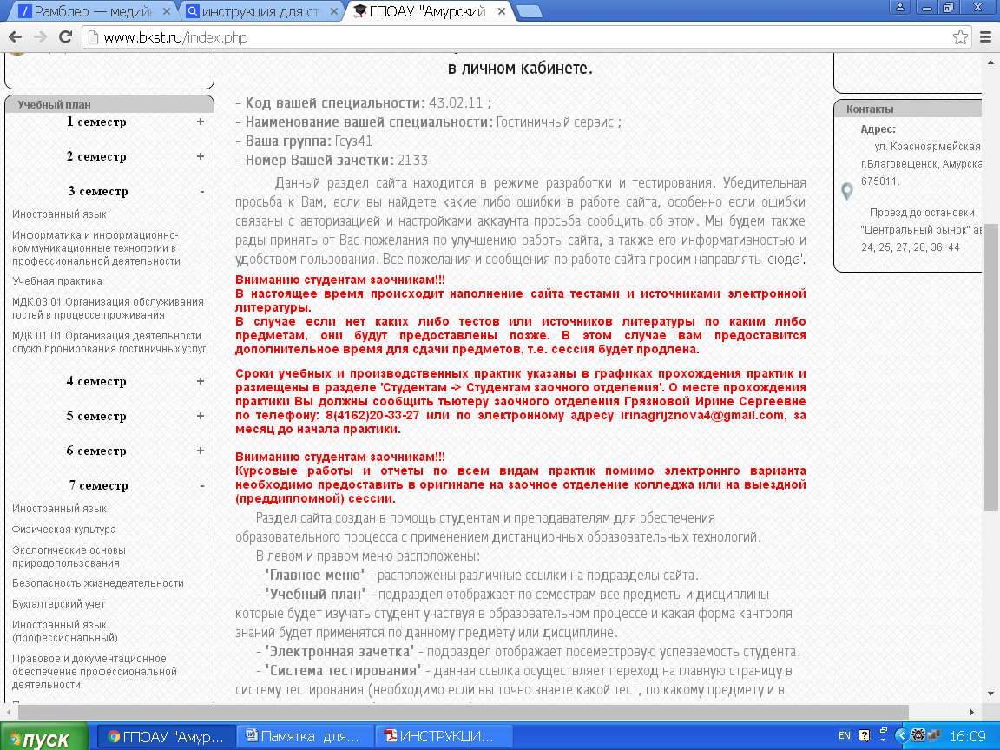 Рамблер — медийн
инструкция для ст
ГПОАУ "Амурский
www.bkst.ru/index.php
Учебный план
1 семестр +
2 семестр +
3 семестр -
Иностранный язык
Информатика и информационно-
коммуникационные технологии в
профессиональной деятельности
Учебная практика
МДК.03.01 Организация обслуживания
гостей в процессе проживания
МДК.01.01 Организация деятельности
служб бронирования гостиничных услуг
4 семестр +
5 семестр +
6 семестр +
7 семестр -
Иностранный язык
Физическая культура
Экологические основы
природопользования
Безопасность жизнедеятельности
Бухгалтерский учет
Иностранный язык
(профессиональный)
Правовое и документационное
обеспечение профессиональной
деятельности
в личном кабинете.
- Код вашей специальности: 43.02.11 ;
- Наименование вашей специальности: Гостиничный сервис ;
- Ваша группа: Гсуз41
- Номер Вашей зачетки: 2133
Данный раздел сайта находится в режиме разработки и тестирования. Убедительная
просьба к Вам, если вы найдете какие либо ошибки в работе сайта, особенно если ошибки
связаны с авторизацией и настройками аккаунта просьба сообщить об этом. Мы будем также
рады принять от Вас пожелания по улучшению работы сайта, а также его информативностью и
удобством пользования. Все пожелания и сообщения по работе сайта просим направлять 'сюда'.
Вниманию студентам заочникам!!!
В настоящее время происходит наполнение сайта тестами и источниками электронной
литературы.
В случае если нет каких либо тестов или источников литературы по каким либо
предметам, они будут предоставлены позже. В этом случае вам предоставится
дополнительное время для сдачи предметов, т.е. сессия будет продлена.
Сроки учебных и производственных практик указаны в графиках прохождения практик и
размещены в разделе 'Студентам -> Студентам заочного отделения'. О месте прохождения
практики Вы должны сообщить тьютеру заочного отделения Грязновой Ирине Сергеевне
по телефону: 8(4162)20-33-27 или по электронному адресу irinagrijznova4@gmail.com, за
месяц до начала практики.
Вниманию студентам заочникам!!!
Курсовые работы и отчеты по всем видам практик помимо электроннго варианта
необходимо предоставить в оригинале на заочное отделение колледжа или на выездной
(преддипломной) сессии.
Раздел сайта создан в помощь студентам и преподавателям для обеспечения
образовательного процесса с применением дистанционных образовательных технологий.
В левом и правом меню расположены:
- 'Главное меню' - расположены различные ссылки на подразделы сайта.
- 'Учебный план' - подраздел отображает по семестрам все предметы и дисциплины
которые будет изучать студент участвуя в образовательном процессе и какая форма кантроля
знаний будет применятся по данному предмету или дисциплине.
- 'Электронная зачетка' - подраздел отображает посеместровую успеваемость студента.
- 'Система тестирования' - данная ссылка осуществляет переход на главную страницу в
систему тестирования (необходимо если вы точно знаете какой тест, по какому предмету и в
Контакты
Адрес:
ул. Красноармейская
г.Благовещенск, Амурска
675011.
Проезд до остановки
"Центральный рынок" ав
24, 25, 27, 28, 36, 44
пуск
ГПОАУ "Амур...
Памятка для...
ИНСТРУКЦИ...
EN
16:09